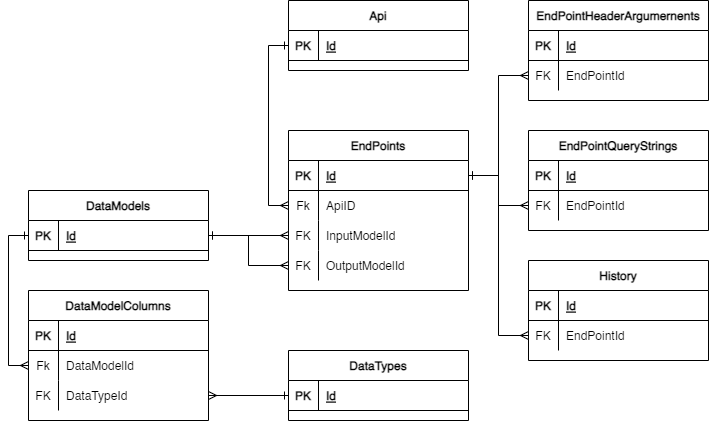 Api
PK Id
EndPoints
PK Id
Fk ApiID
FK InputModelId
FK OutputModelId
EndPointHeaderArgumernents
PK Id
FK EndPointId
EndPointQueryStrings
PK Id
FK EndPointId
History
PK Id
FK EndPointId
DataModels
PK Id
DataModelColumns
PK Id
Fk DataModelId
FK DataTypeId
DataTypes
PK Id